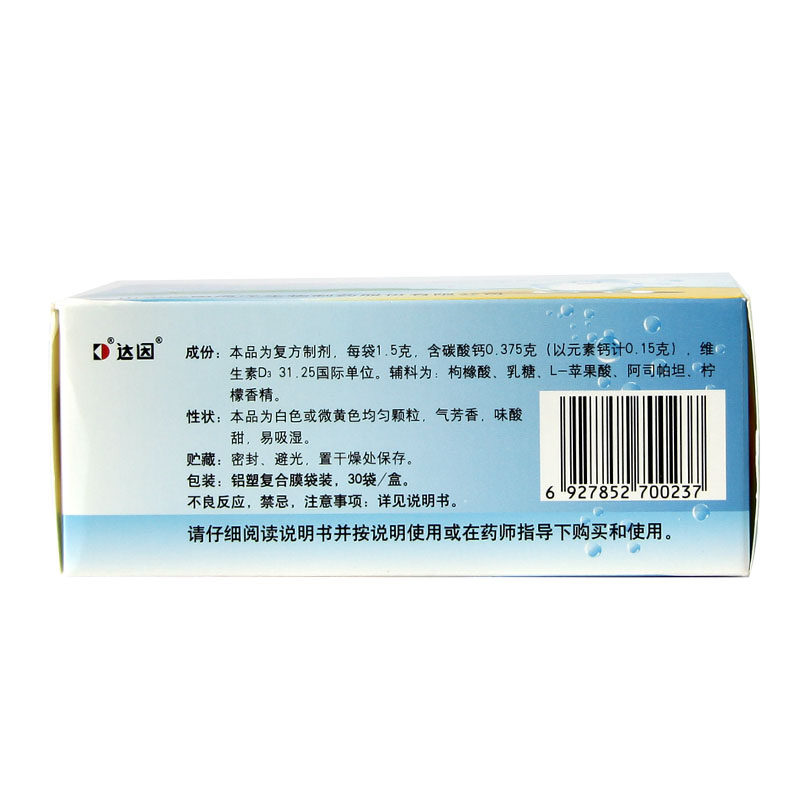 达因®
成份：本品为复方制剂，每袋1.5克，含碳酸钙0.375克（以元素钙计0.15克），维
生素D₃ 31.25国际单位。辅料为：枸橼酸、乳糖、L-苹果酸、阿司帕坦、柠
檬香精。
性状：本品为白色或微黄色均匀颗粒，气芳香，味酸
甜，易吸湿。
贮藏：密封、避光，置干燥处保存。
包装：铝塑复合膜袋装，30袋/盒。
不良反应，禁忌，注意事项：详见说明书。
6 927852 700237
请仔细阅读说明书并按说明使用或在药师指导下购买和使用。